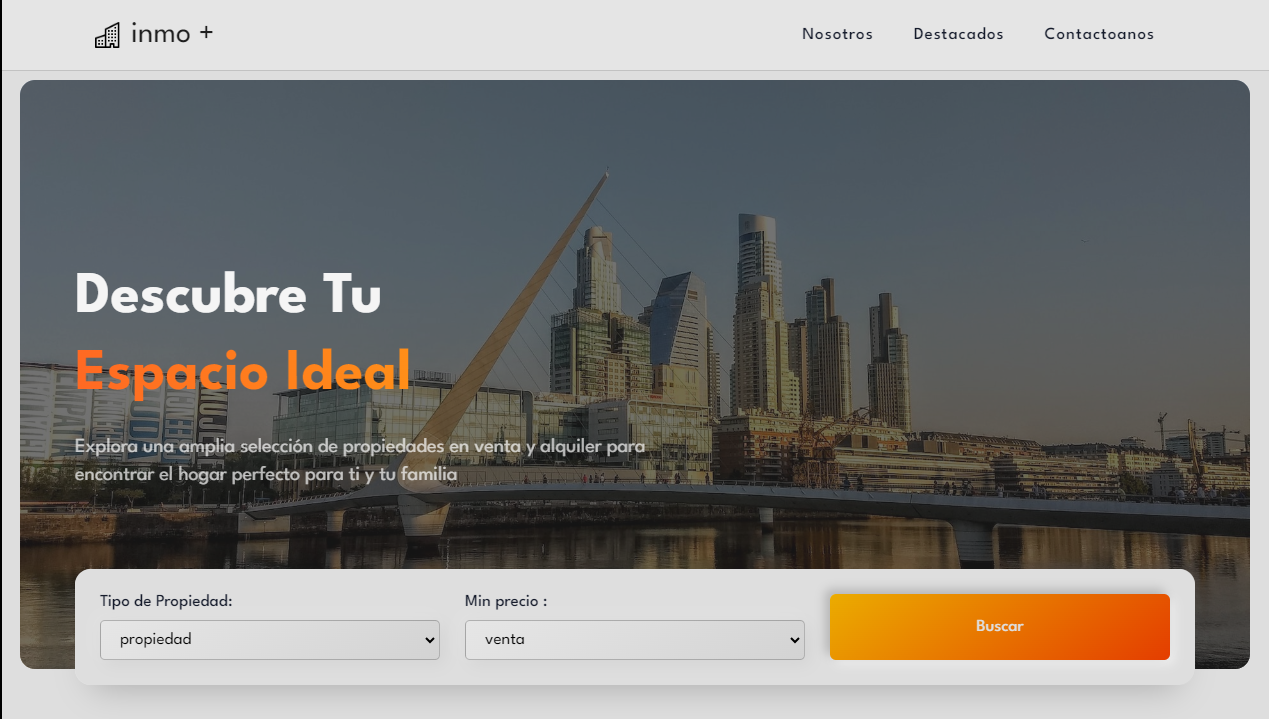 inmo +
Nosotros
Destacados
Contactoanos
Descubre Tu
Espacio Ideal
Explora una amplia selección de propiedades en venta y alquiler para
encontrar el hogar perfecto para ti y tu familia
Tipo de Propiedad:
Min precio :
propiedad
venta
Buscar